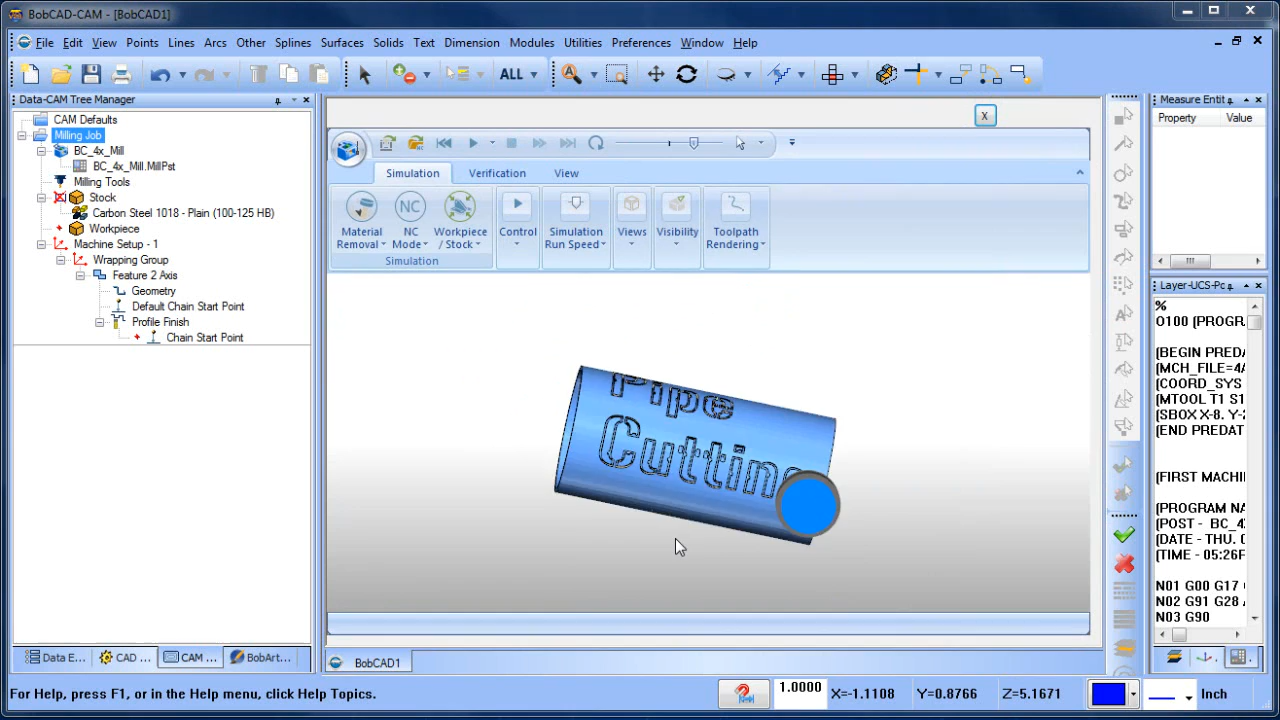 BobCAD-CAM - [BobCAD1]
File Edit View Points Lines Arcs Other Splines Surfaces Solids Text Dimension Modules Utilities Preferences Window Help
ALL
Data-CAM Tree Manager
CAM Defaults
Milling Job
BC_4x_Mill
BC_4x_Mill.MillPst
Milling Tools
Stock
Carbon Steel 1018 - Plain (100-125 HB)
Workpiece
Machine Setup - 1
Wrapping Group
Feature 2 Axis
Geometry
Default Chain Start Point
Profile Finish
Chain Start Point
Data E... CAD ... CAM ... BobArt...
X
Simulation Verification View
Material Removal
NC
NC Mode
Workpiece / Stock
Control
Simulation Run Speed
Views
Visibility
Toolpath Rendering
Simulation
Pipe
Cutting
BobCAD1
Measure Entit
Property Value
Layer-UCS-Pc
%
O100 (PROGR
(BEGIN PREDA
(MCH_FILE=4A
(COORD_SYS
(MTOOL T1 S1
(SBOX X-8. Y-2
(END PREDAT
(FIRST MACHI
(PROGRAM NA
(POST - BC_4
(DATE - THU. 0
(TIME - 05:26P
N01 G00 G17
N02 G91 G28
N03 G90
For Help, press F1, or in the Help menu, click Help Topics.
1.0000 X=-1.1108 Y=0.8766 Z=5.1671 Inch